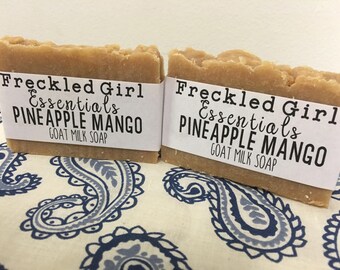 Freckled Girl
Essentials
PINEAPPLE MANGO
GOAT MILK SOAP
Freckled Girl
Essentials
PINEAPPLE MANGO
GOAT MILK SOAP